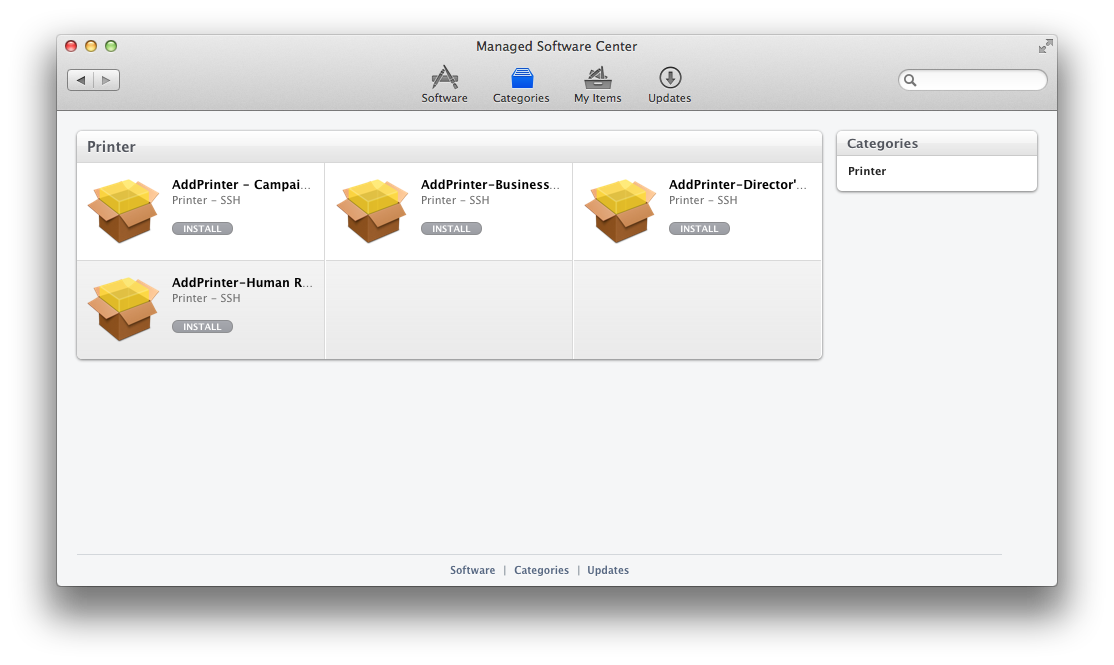 Managed Software Center
Software Categories My Items Updates
Printer
AddPrinter - Campai...
Printer - SSH
INSTALL
AddPrinter-Business...
Printer - SSH
INSTALL
AddPrinter-Director'...
Printer - SSH
INSTALL
AddPrinter-Human R...
Printer - SSH
INSTALL
Categories
Printer
Software | Categories | Updates